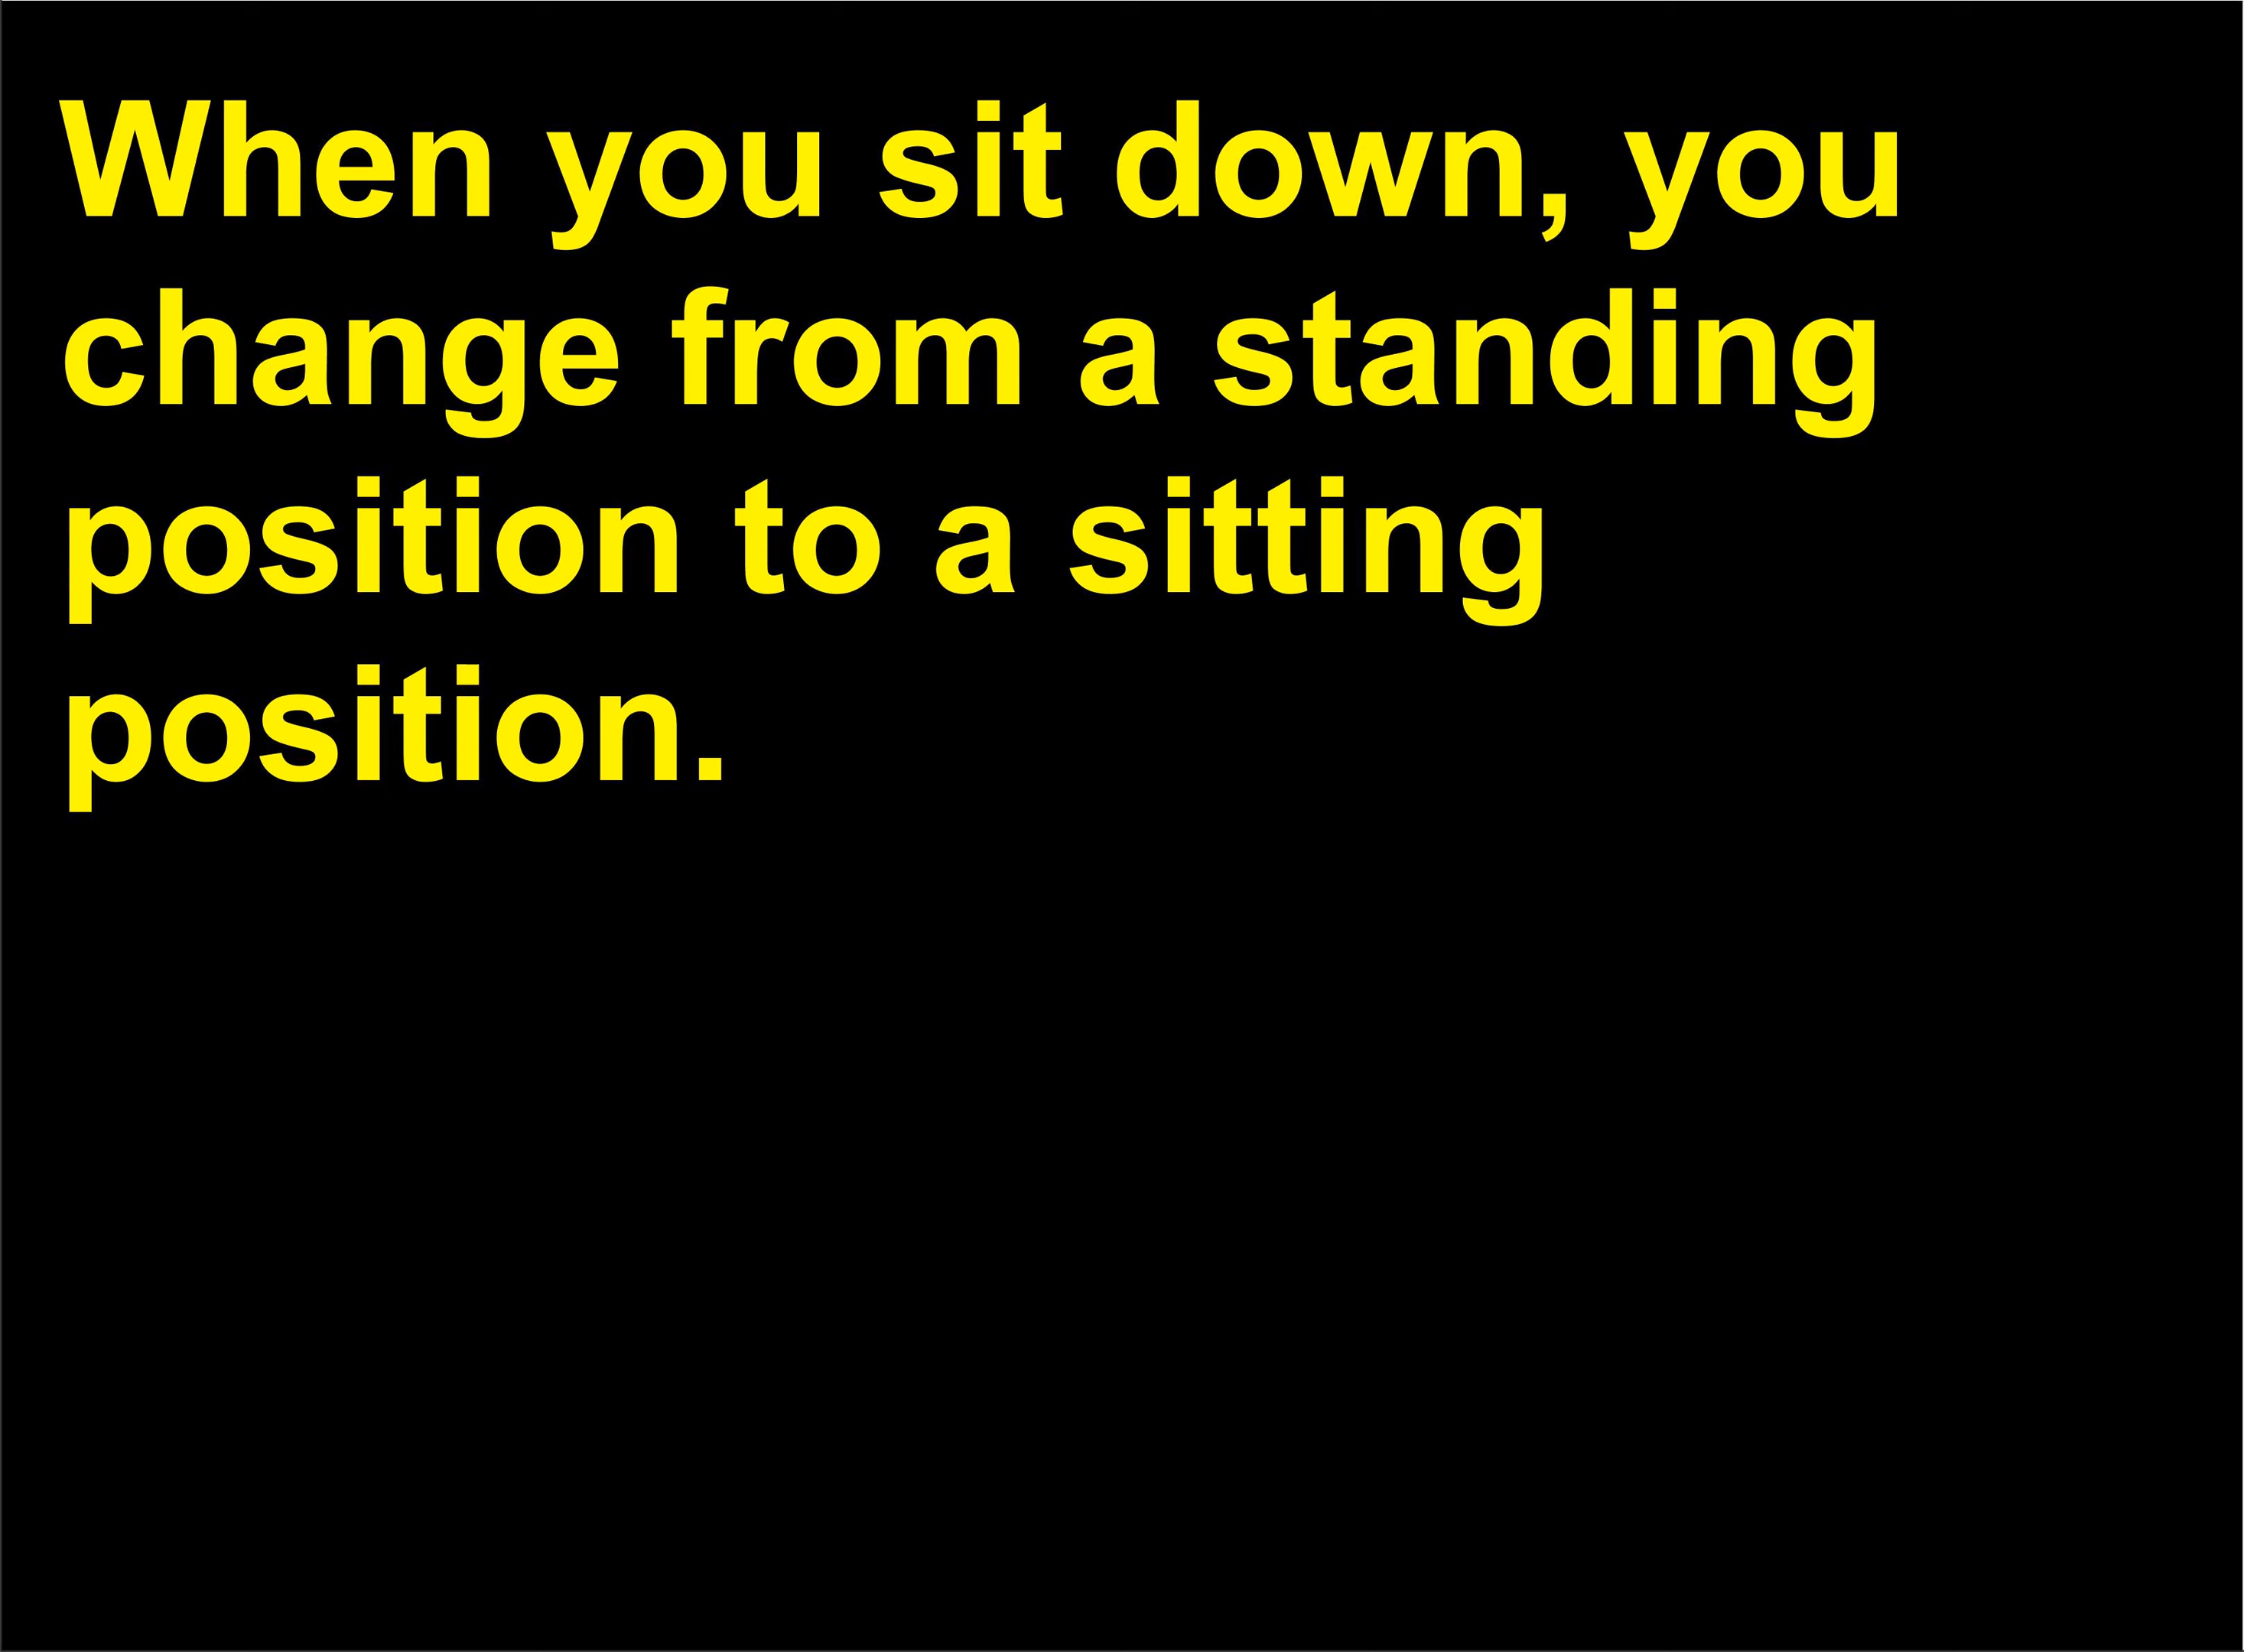 When you sit down, you
change from a standing
position to a sitting
position.